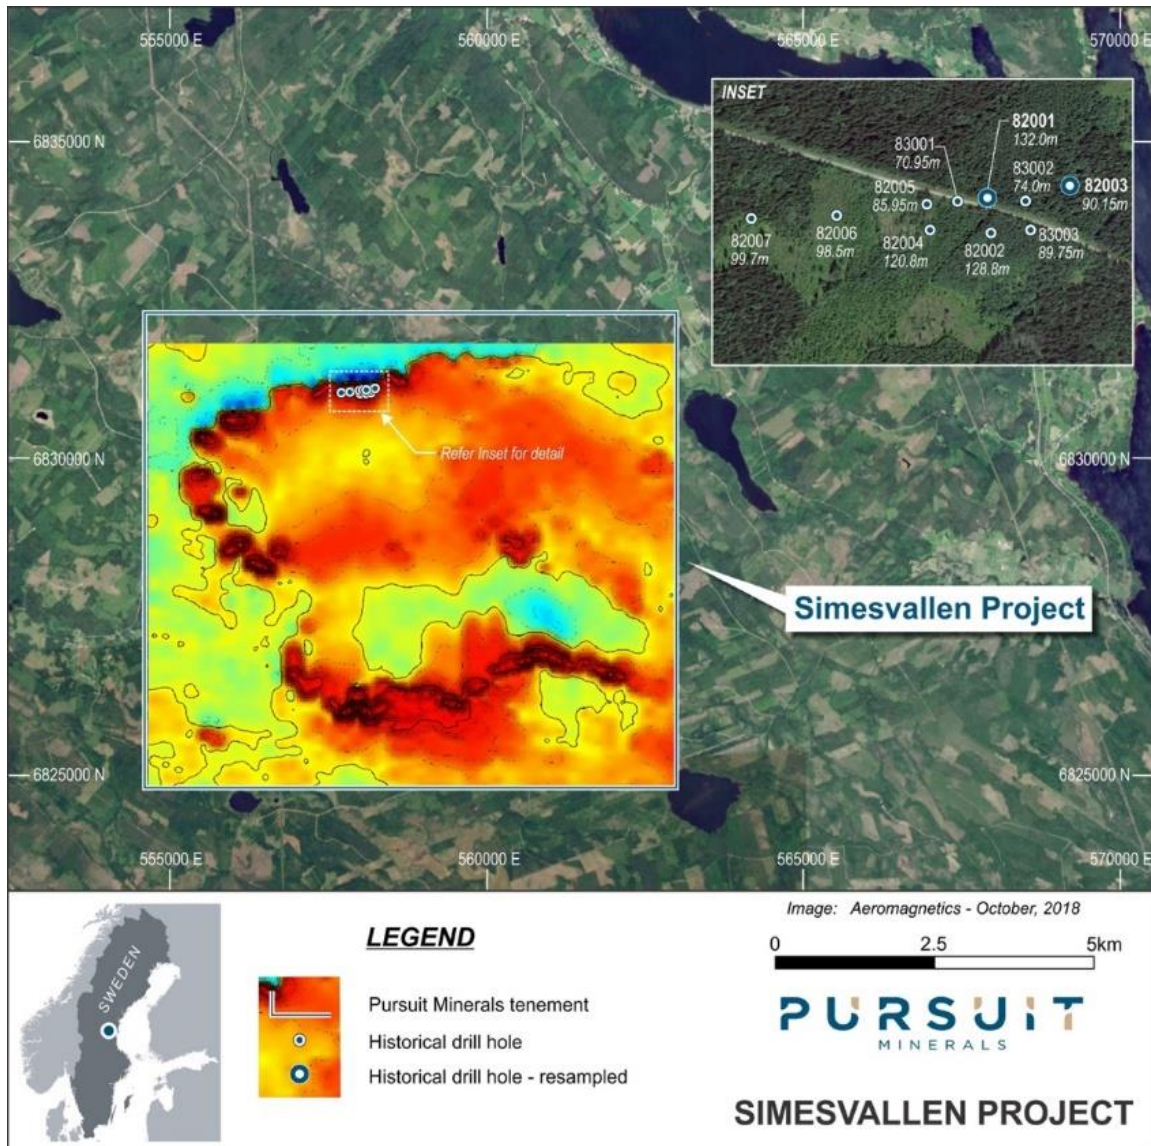 555000 E
560000 E
565000 E
570000 E
6835000 N
INSET
82001
132.0m
83001
70.95m
83002
74.0m
82003
90.15m
82005
85.95m
82007
99.7m
82006
98.5m
82004
120.8m
82002
128.8m
83003
89.75m
6830000 N
6830000 N
Refer Inset for detail
Simesvallen Project
6825000 N
6825000 N
555000 E
560000 E
565000 E
570000 E
SWEDEN
LEGEND
Pursuit Minerals tenement
Historical drill hole
Historical drill hole - resampled
Image: Aeromagnetics - October, 2018
0 2.5 5km
PURSUIT
MINERALS
SIMESVALLEN PROJECT